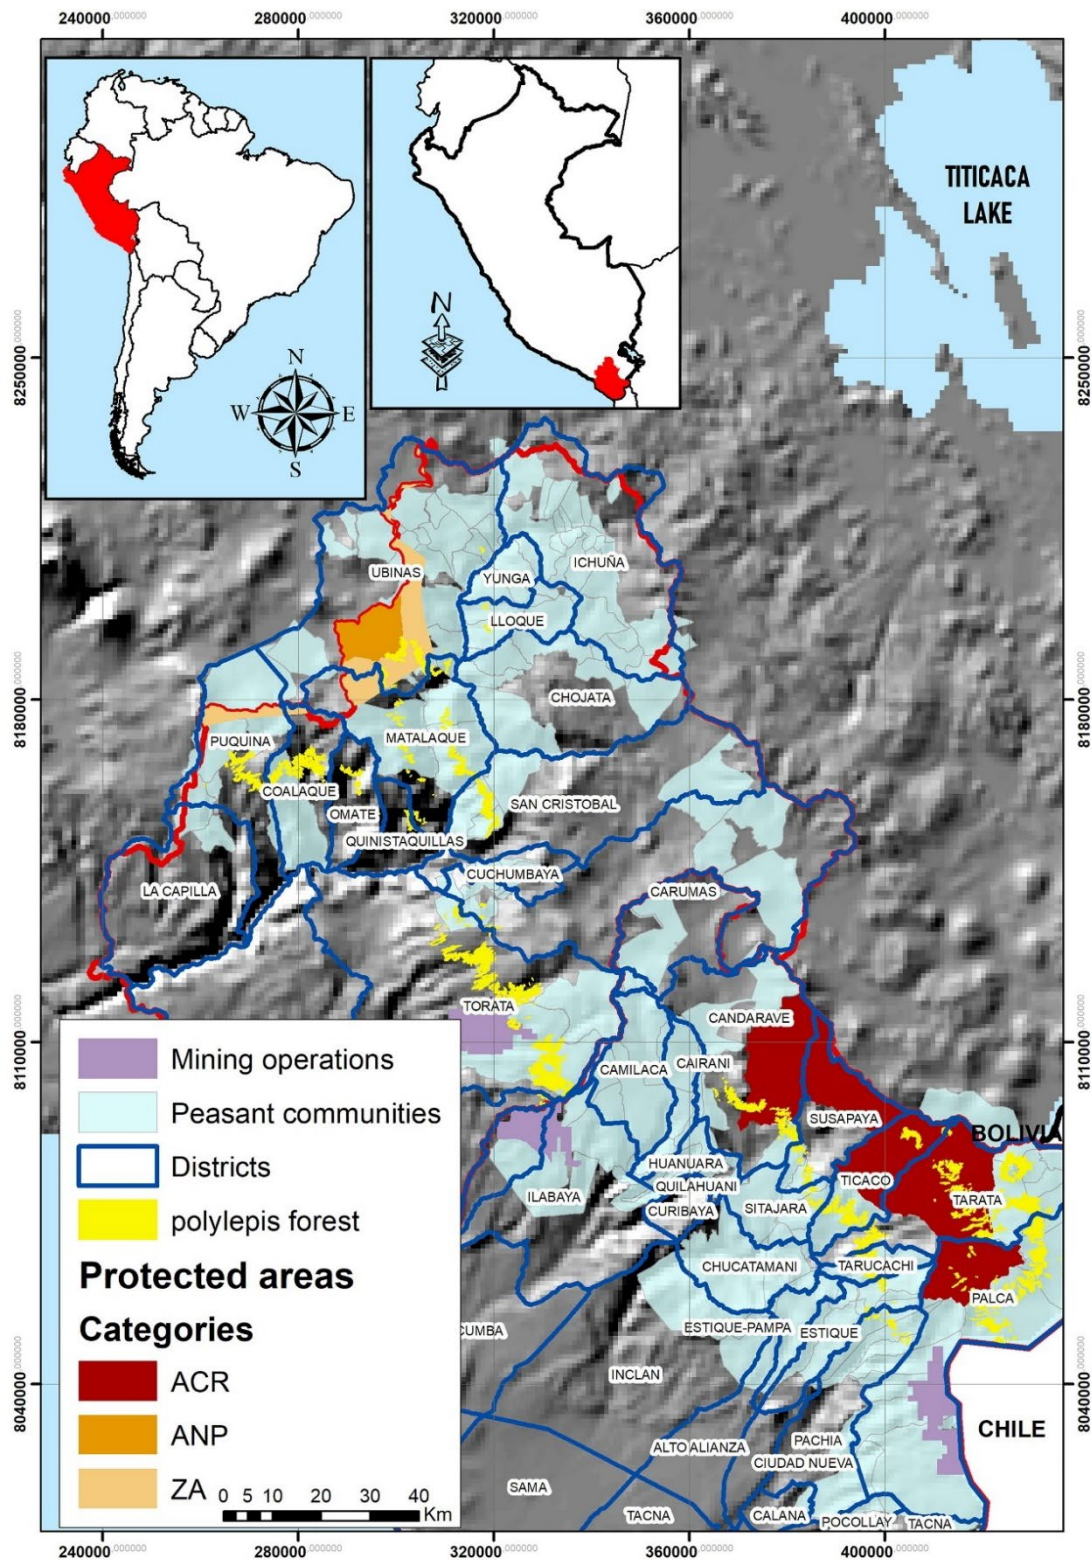 240000,000000 280000,000000 320000,000000 360000,000000 400000,000000
TITICACA
LAKE
N
N
W E
S
8250000,000000
8250000,000000
UBINAS
ICHUÑA
YUNGA
LLOQUE
CHOJATA
8180000,000000
8180000,000000
PUQUINA
MATALAQUE
COALAQUE
OMATE
SAN CRISTOBAL
QUINISTAQUILLAS
CUCHUMBAYA
LA CAPILLA
CARUMAS
TORATA
CANDARAVE
8110000,000000
CAMILACA
CAIRANI
SUSAPAYA
BOLIVIA
HUANUARA
TICACO
QUILAHUANI
ILABAYA
TARATA
CURIBAYA
SITAJARA
CHUCATAMANI
TARUCACHI
PALCA
CUMBA
ESTIQUE-PAMPA
ESTIQUE
INCLAN
8040000,000000
8040000,000000
CHILE
ALTO ALIANZA
PACHIA
CIUDAD NUEVA
SAMA
TACNA
CALANA
POCOLLAY
TACNA
Mining operations
Peasant communities
Districts
polylepis forest
Protected areas
Categories
ACR
ANP
ZA
0 5 10 20 30 40
Km
240000,000000 280000,000000 320000,000000 360000,000000 400000,000000